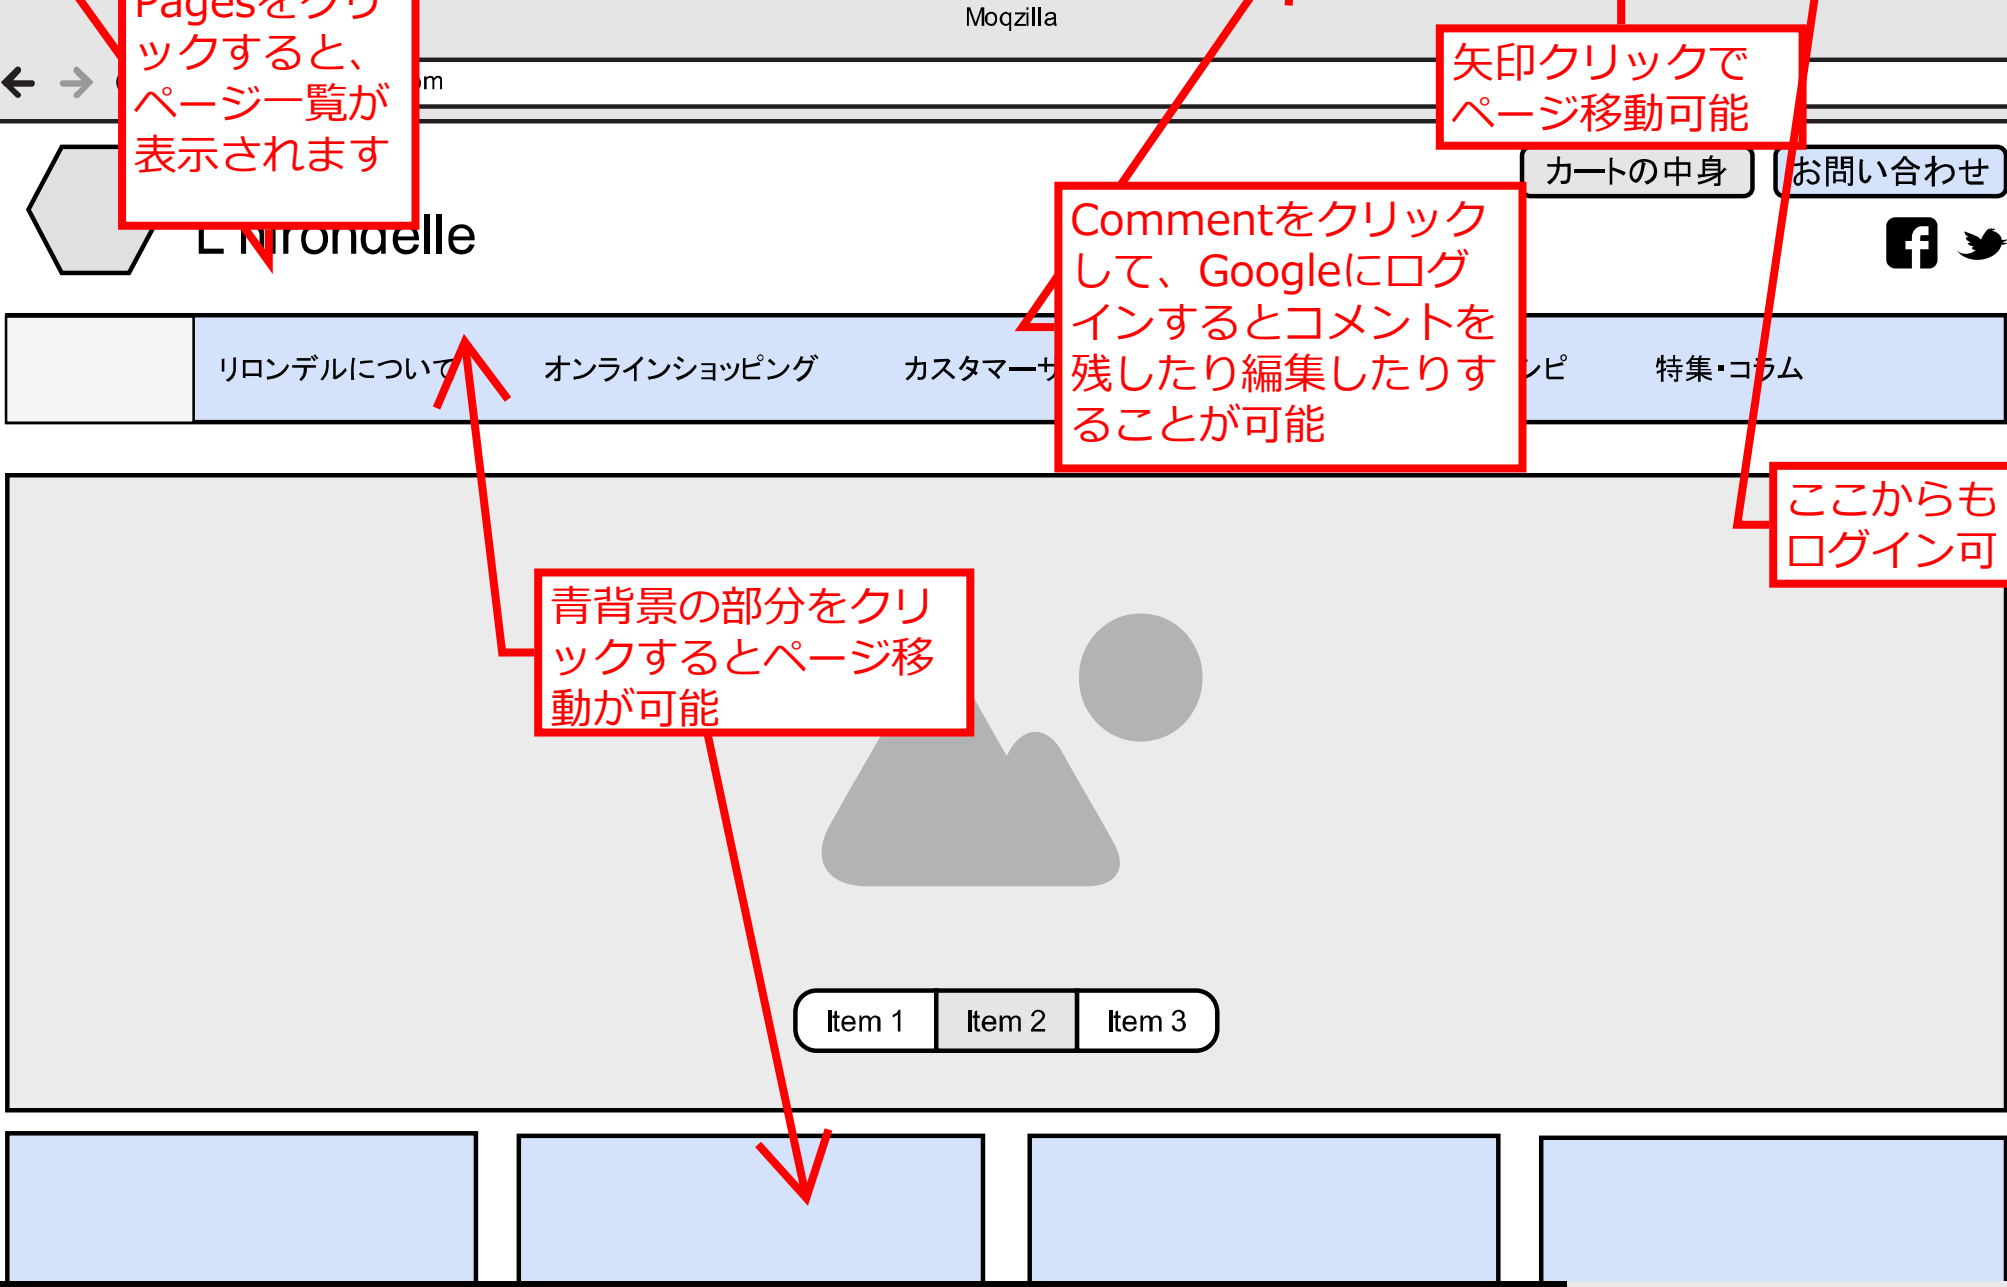 Pagesをクリ
ックすると、
ページ一覧が
表示されます
Moqzilla
om
矢印クリックで
ページ移動可能
カートの中身
お問い合わせ
L'hirondelle
Commentをクリック
して、Googleにログ
インするとコメントを
残したり編集したりす
ることが可能
リロンデルについて
オンラインショッピング
カスタマーサ
ンピ
特集・コラム
ここからも
ログイン可
青背景の部分をクリ
ックするとページ移
動が可能
Item 1
Item 2
Item 3